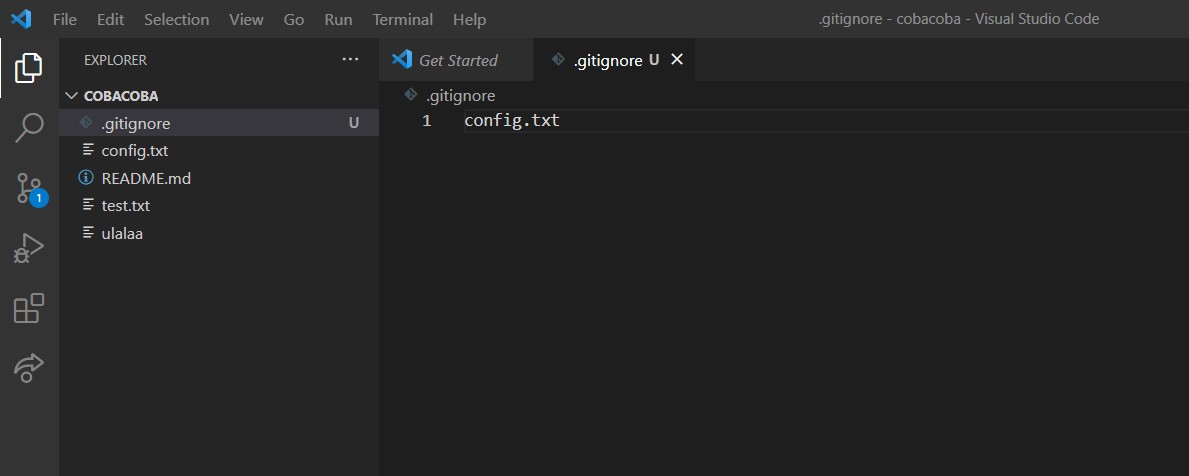 File Edit Selection View Go Run Terminal Help .gitignore - cobacoba - Visual Studio Code
EXPLORER ··· Get Started .gitignore U ×
COBACOBA .gitignore
.gitignore U 1 config.txt
config.txt
README.md
1
test.txt
ulalaa